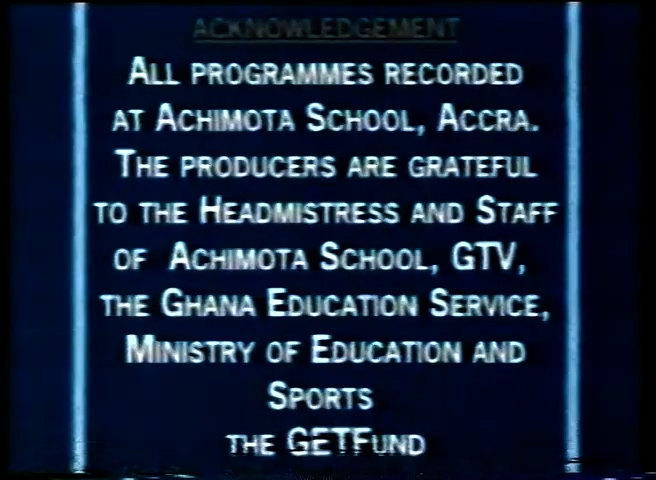 ACKNOWLEDGEMENT
ALL PROGRAMMES RECORDED
AT ACHIMOTA SCHOOL, ACCRA.
THE PRODUCERS ARE GRATEFUL
TO THE HEADMISTRESS AND STAFF
OF ACHIMOTA SCHOOL, GTV,
THE GHANA EDUCATION SERVICE,
MINISTRY OF EDUCATION AND
SPORTS
THE GETFUND